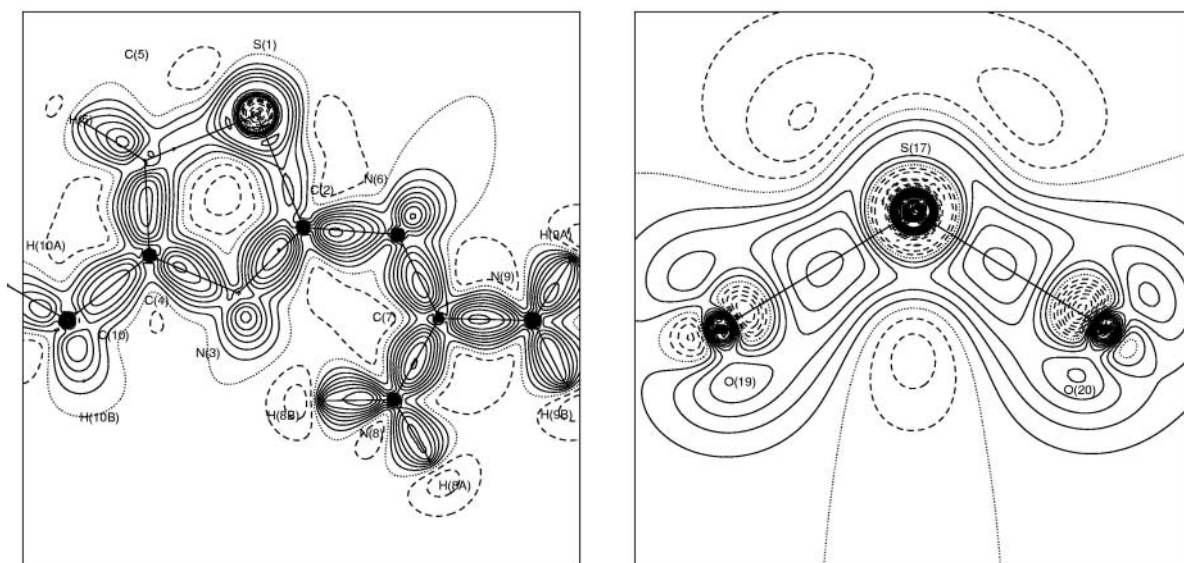 S(1)
C(5)
H(5)
N(6)
C(2)
H(10A)
H(9A)
N(9)
C(4)
C(7)
C(10)
N(3)
H(8B)
H(10B)
N(8)
H(9B)
H(8A)
S(17)
O(19)
O(20)